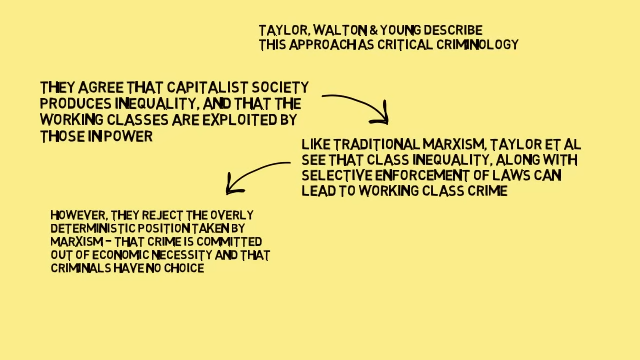 TAYLOR, WALTON & YOUNG DESCRIBE
THIS APPROACH AS CRITICAL CRIMINOLOGY
THEY AGREE THAT CAPITALIST SOCIETY
PRODUCES INEQUALITY, AND THAT THE
WORKING CLASSES ARE EXPLOITED BY
THOSE IN POWER
LIKE TRADITIONAL MARXISM, TAYLOR ET AL
SEE THAT CLASS INEQUALITY, ALONG WITH
SELECTIVE ENFORCEMENT OF LAWS CAN
LEAD TO WORKING CLASS CRIME
HOWEVER, THEY REJECT THE OVERLY
DETERMINISTIC POSITION TAKEN BY
MARXISM - THAT CRIME IS COMMITTED
OUT OF ECONOMIC NECESSITY AND THAT
CRIMINALS HAVE NO CHOICE